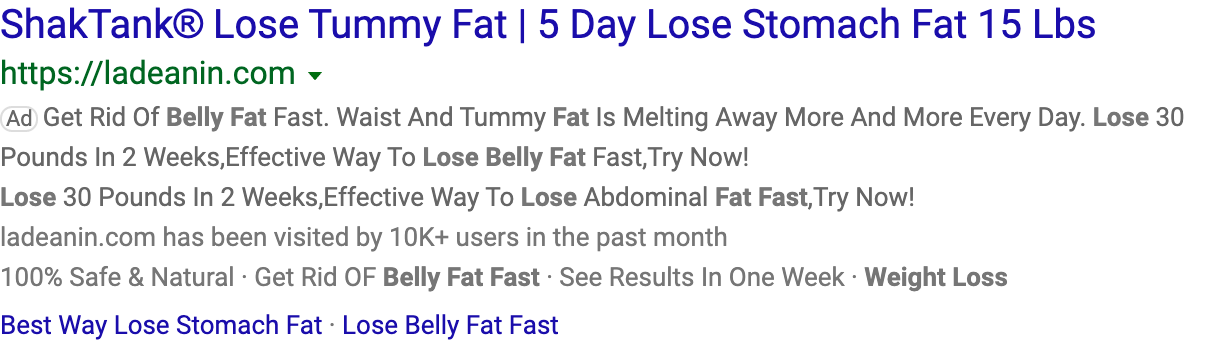 ShakTank® Lose Tummy Fat | 5 Day Lose Stomach Fat 15 Lbs
https://ladeanin.com
Ad Get Rid Of Belly Fat Fast. Waist And Tummy Fat Is Melting Away More And More Every Day. Lose 30
Pounds In 2 Weeks,Effective Way To Lose Belly Fat Fast,Try Now!
Lose 30 Pounds In 2 Weeks,Effective Way To Lose Abdominal Fat Fast,Try Now!
ladeanin.com has been visited by 10K+ users in the past month
100% Safe & Natural · Get Rid OF Belly Fat Fast · See Results In One Week · Weight Loss
Best Way Lose Stomach Fat · Lose Belly Fat Fast